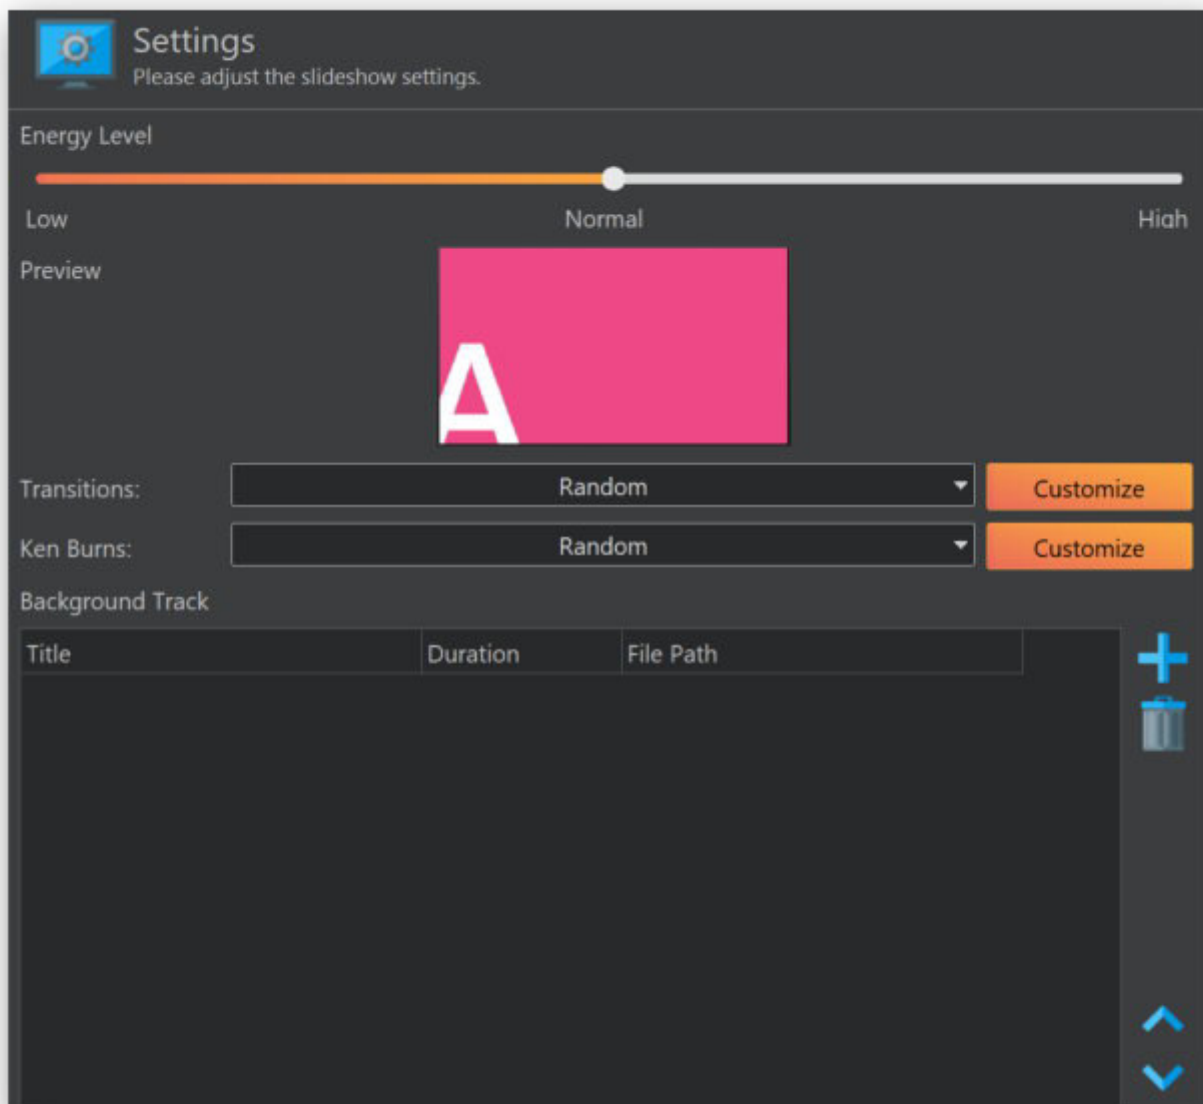 Settings
Please adjust the slideshow settings.
Energy Level
Low Normal High
Preview
A
Transitions: Random Customize
Ken Burns: Random Customize
Background Track
Title Duration File Path